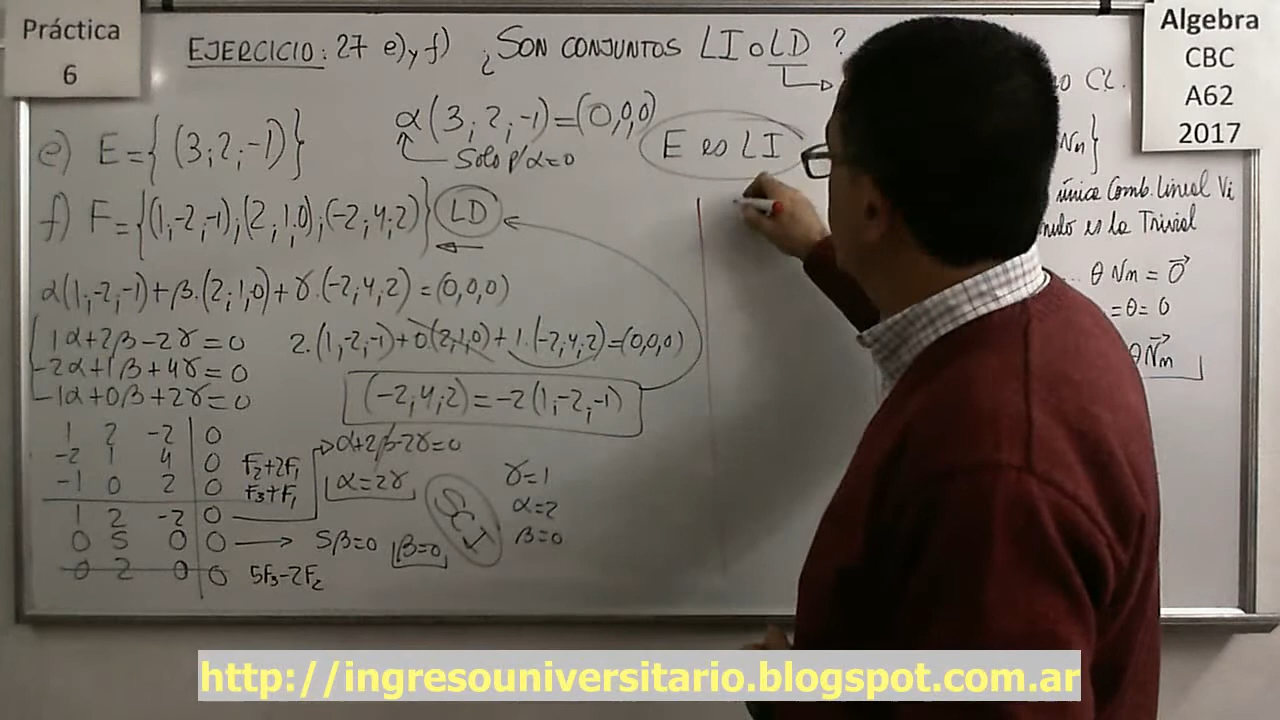 Práctica
6
EJERCICIO: 27 e) y f) ¿SON CONJUNTOS LI o LD ?
Algebra
CBC
A62
2017
CL.
e) E={(3;2;-1)}
α(3;2;-1)=(0,0,0)
Solo p/ α=0
E es LI
f) F={(1,-2,-1);(2,1,0);(-2,4,2)} LD
única Comb. Lineal Vi
nulo es la Trivial
α(1;-2;-1)+β.(2;1,0)+γ.(-2,4,2)=(0,0,0)
... θ Nm = 0
=θ= 0
1α+2β-2γ=0
-2α+1β+4γ=0
-1α+0β+2γ=0
2.(1,-2,-1)+0.(2,1,0)+1.(-2,4,2)=(0,0,0)
θ Nm
(-2,4,2)=-2(1,-2,-1)
1 2 -2 | 0
-2 1 4 | 0 F2+2F1
-1 0 2 | 0 F3+F1
1 2 -2 0
0 5 0 0
0 2 0 0 5F3-2F2
α+2β-2γ=0
α=2γ
5β=0 β=0
SCI
γ=1
α=2
β=0
http://ingresouniversitario.blogspot.com.ar